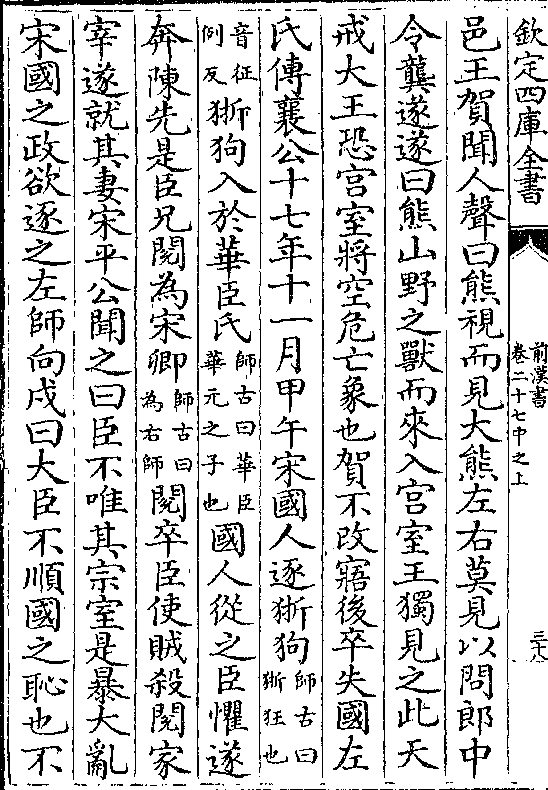 欽定四庫全書
前漢書
卷二十七中之上
邑王賀聞人聲曰熊視而見大熊左右莫見以問郎中
令龔遂遂曰熊山野之獸而來入宫室王獨見之此天
戒大王恐宫室將空危亡象也賀不改寤後卒失國左
氏傳襄公十七年十一月甲午宋國人逐狾狗師古曰狾狂也
音征例反狾狗入於華臣氏師古曰華臣華元之子也國人從之臣懼遂
奔陳先是臣兄閱為宋卿師古曰為右師閱卒臣使賊殺閱家
宰遂就其妻宋平公聞之曰臣不唯其宗室是暴大亂
宋國之政欲逐之左師向戌曰大臣不順國之恥也不